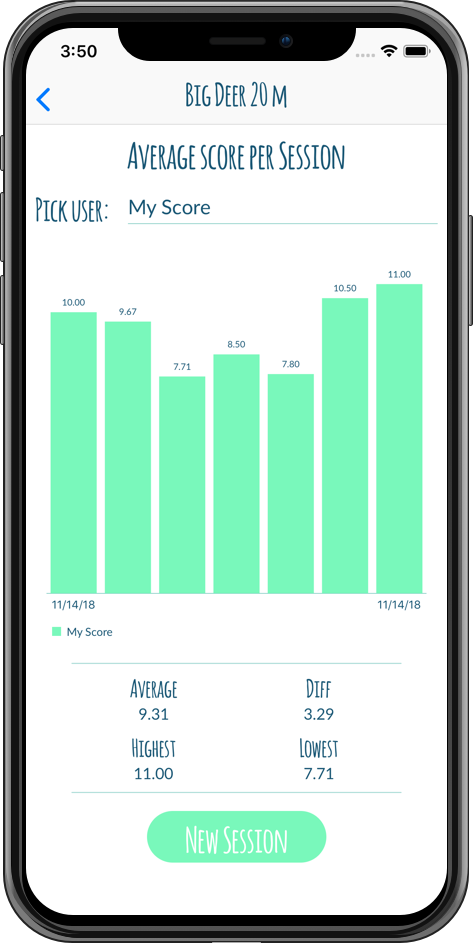 3:50
Big Deer 20 m
Average score per Session
Pick user: My Score
11.00
10.50
10.00
9.67
8.50
7.80
7.71
11/14/18 11/14/18
My Score
Average Diff
9.31 3.29
Highest Lowest
11.00 7.71
New Session